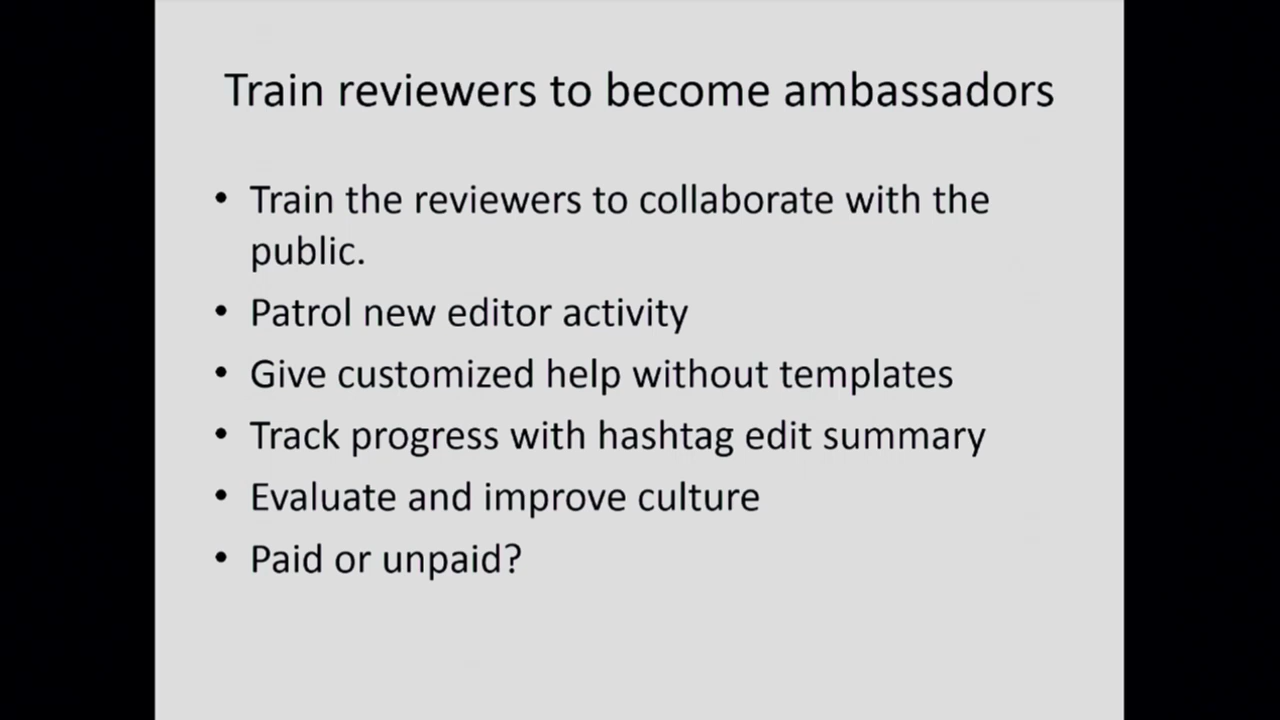 Train reviewers to become ambassadors
• Train the reviewers to collaborate with the
public.
• Patrol new editor activity
• Give customized help without templates
• Track progress with hashtag edit summary
• Evaluate and improve culture
• Paid or unpaid?